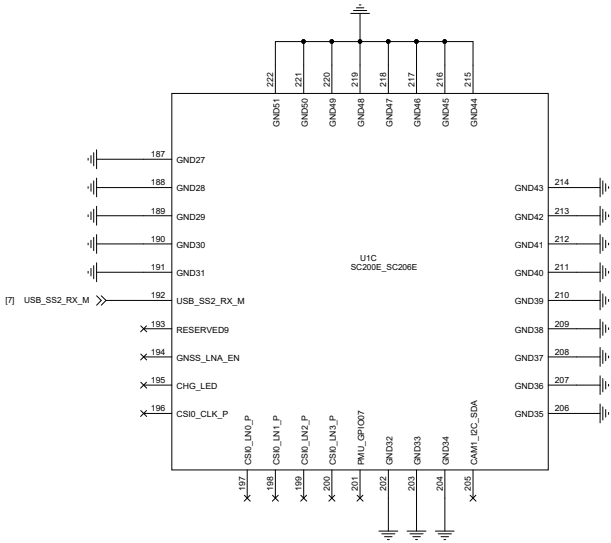 222 221 220 219 218 217 216 215
GND51 GND50 GND49 GND48 GND47 GND46 GND45 GND44
187 GND27
188 GND28
GND43 214
189 GND29
GND42 213
190 GND30
GND41 212
U1C
SC200E_SC206E
191 GND31
GND40 211
[7] USB_SS2_RX_M 192 USB_SS2_RX_M
GND39 210
193 RESERVED9
GND38 209
194 GNSS_LNA_EN
GND37 208
195 CHG_LED
GND36 207
196 CSI0_CLK_P
GND35 206
CSI0_LN0_P CSI0_LN1_P CSI0_LN2_P CSI0_LN3_P PMU_GPIO07 GND32 GND33 GND34 CAM1_I2C_SDA
197 198 199 200 201 202 203 204 205